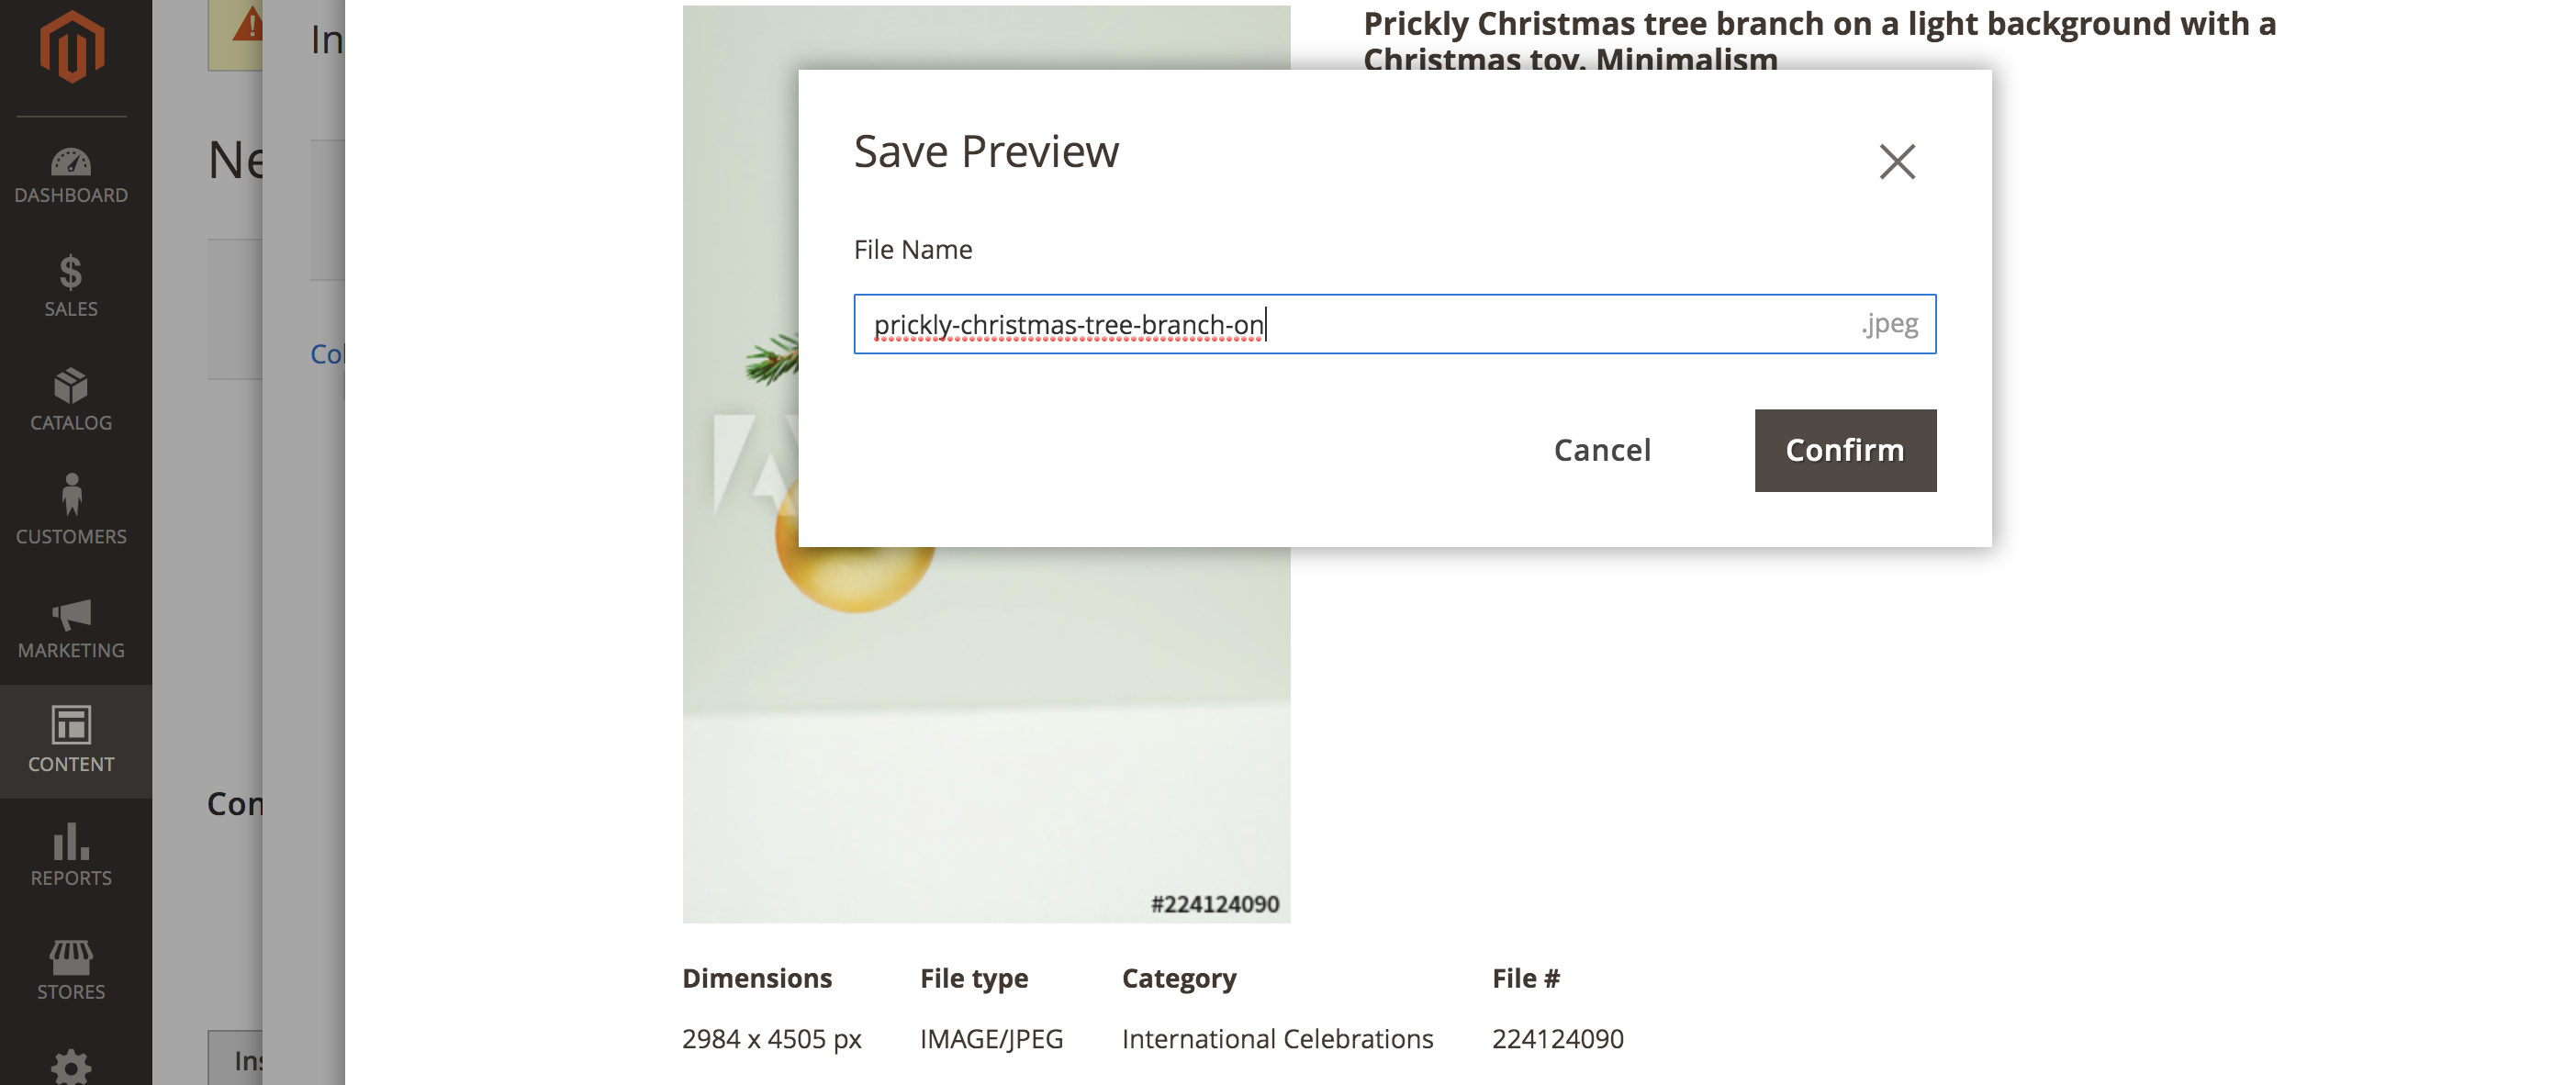 DASHBOARD
SALES
CATALOG
CUSTOMERS
MARKETING
CONTENT
REPORTS
STORES
In
Ne
Col
Con
Ins
Prickly Christmas tree branch on a light background with a
Christmas toy. Minimalism
Save Preview
File Name
prickly-christmas-tree-branch-on .jpeg
Cancel Confirm
#224124090
Dimensions File type Category File #
2984 x 4505 px IMAGE/JPEG International Celebrations 224124090